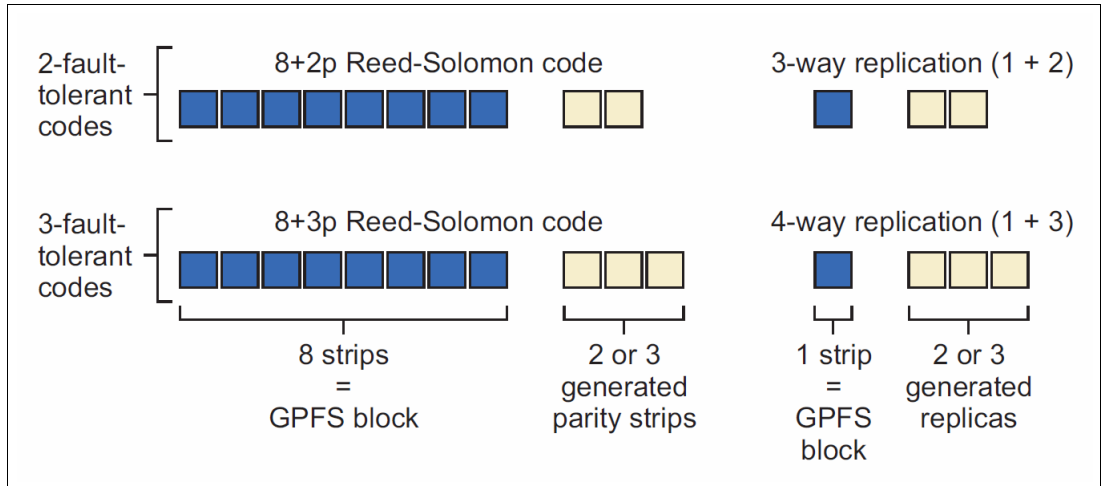 2-fault-
tolerant
codes
8+2p Reed-Solomon code
3-way replication (1 + 2)
3-fault-
tolerant
codes
8+3p Reed-Solomon code
4-way replication (1 + 3)
8 strips
=
GPFS block
2 or 3
generated
parity strips
1 strip
=
GPFS
block
2 or 3
generated
replicas